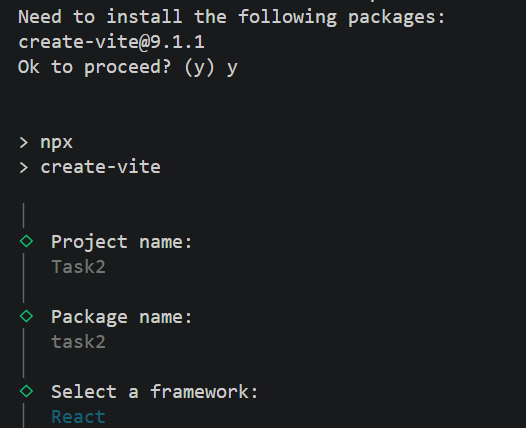 Need to install the following packages:
create-vite@9.1.1
Ok to proceed? (y) y
> npx
> create-vite
Project name:
Task2
Package name:
task2
Select a framework:
React